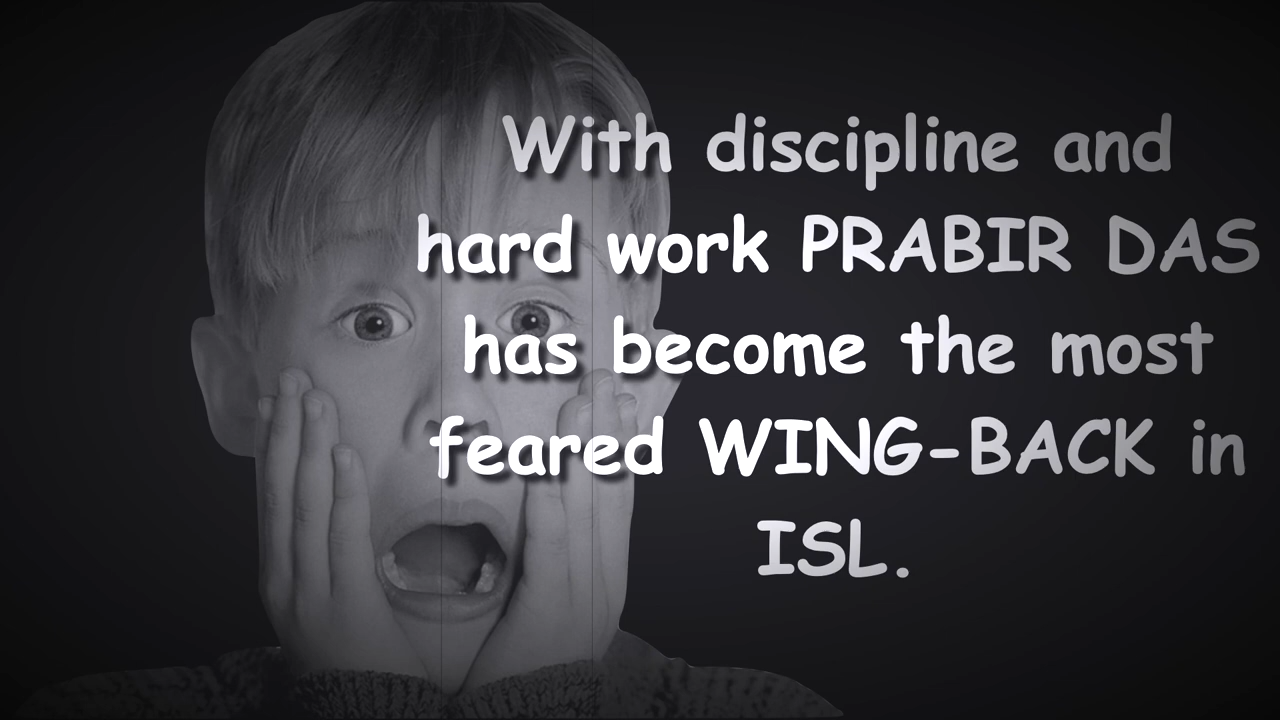 With discipline and
hard work PRABIR DAS
has become the most
feared WING-BACK in
ISL.